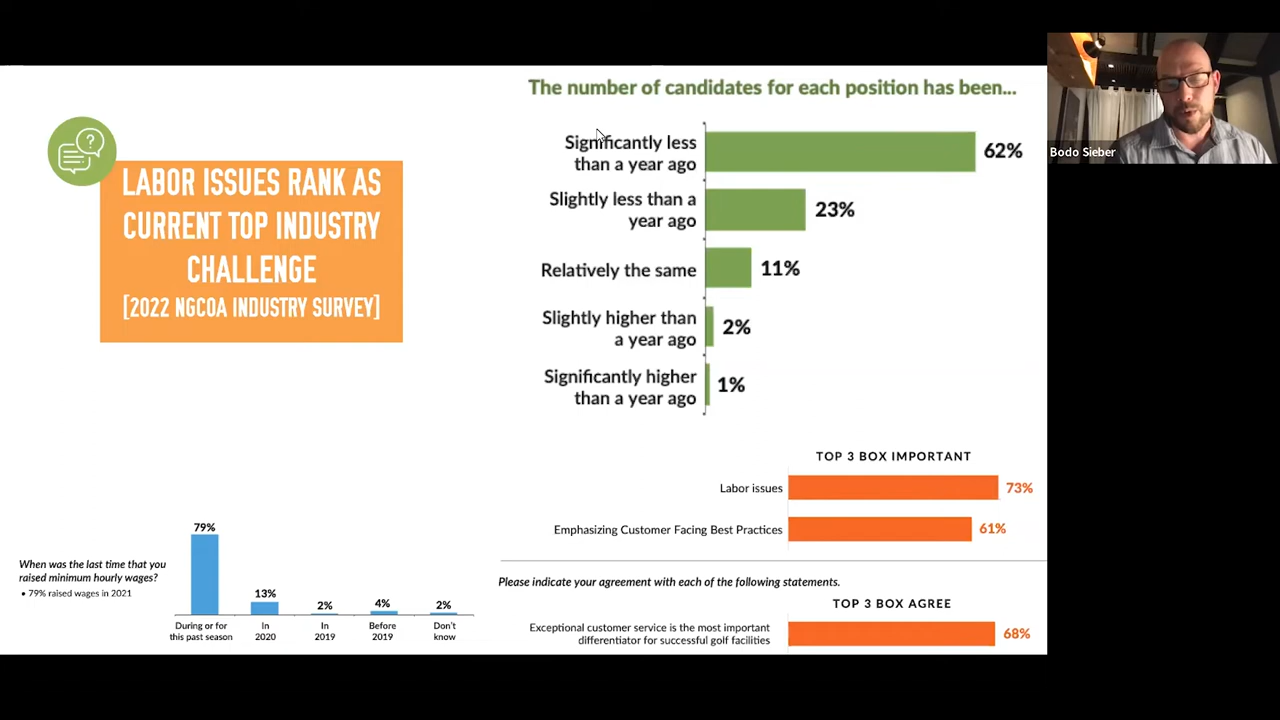 The number of candidates for each position has been...
Bodo Sieber
?
LABOR ISSUES RANK AS
CURRENT TOP INDUSTRY
CHALLENGE
[2022 NGCOA INDUSTRY SURVEY]
Significantly less
than a year ago
62%
Slightly less than a
year ago
23%
Relatively the same
11%
Slightly higher than
a year ago
2%
Significantly higher
than a year ago
1%
TOP 3 BOX IMPORTANT
Labor issues
73%
Emphasizing Customer Facing Best Practices
61%
When was the last time that you
raised minimum hourly wages?
• 79% raised wages in 2021
79%
13%
2%
4%
2%
During or for
this past season
In
2020
In
2019
Before
2019
Don't
know
Please indicate your agreement with each of the following statements.
TOP 3 BOX AGREE
Exceptional customer service is the most important
differentiator for successful golf facilities
68%